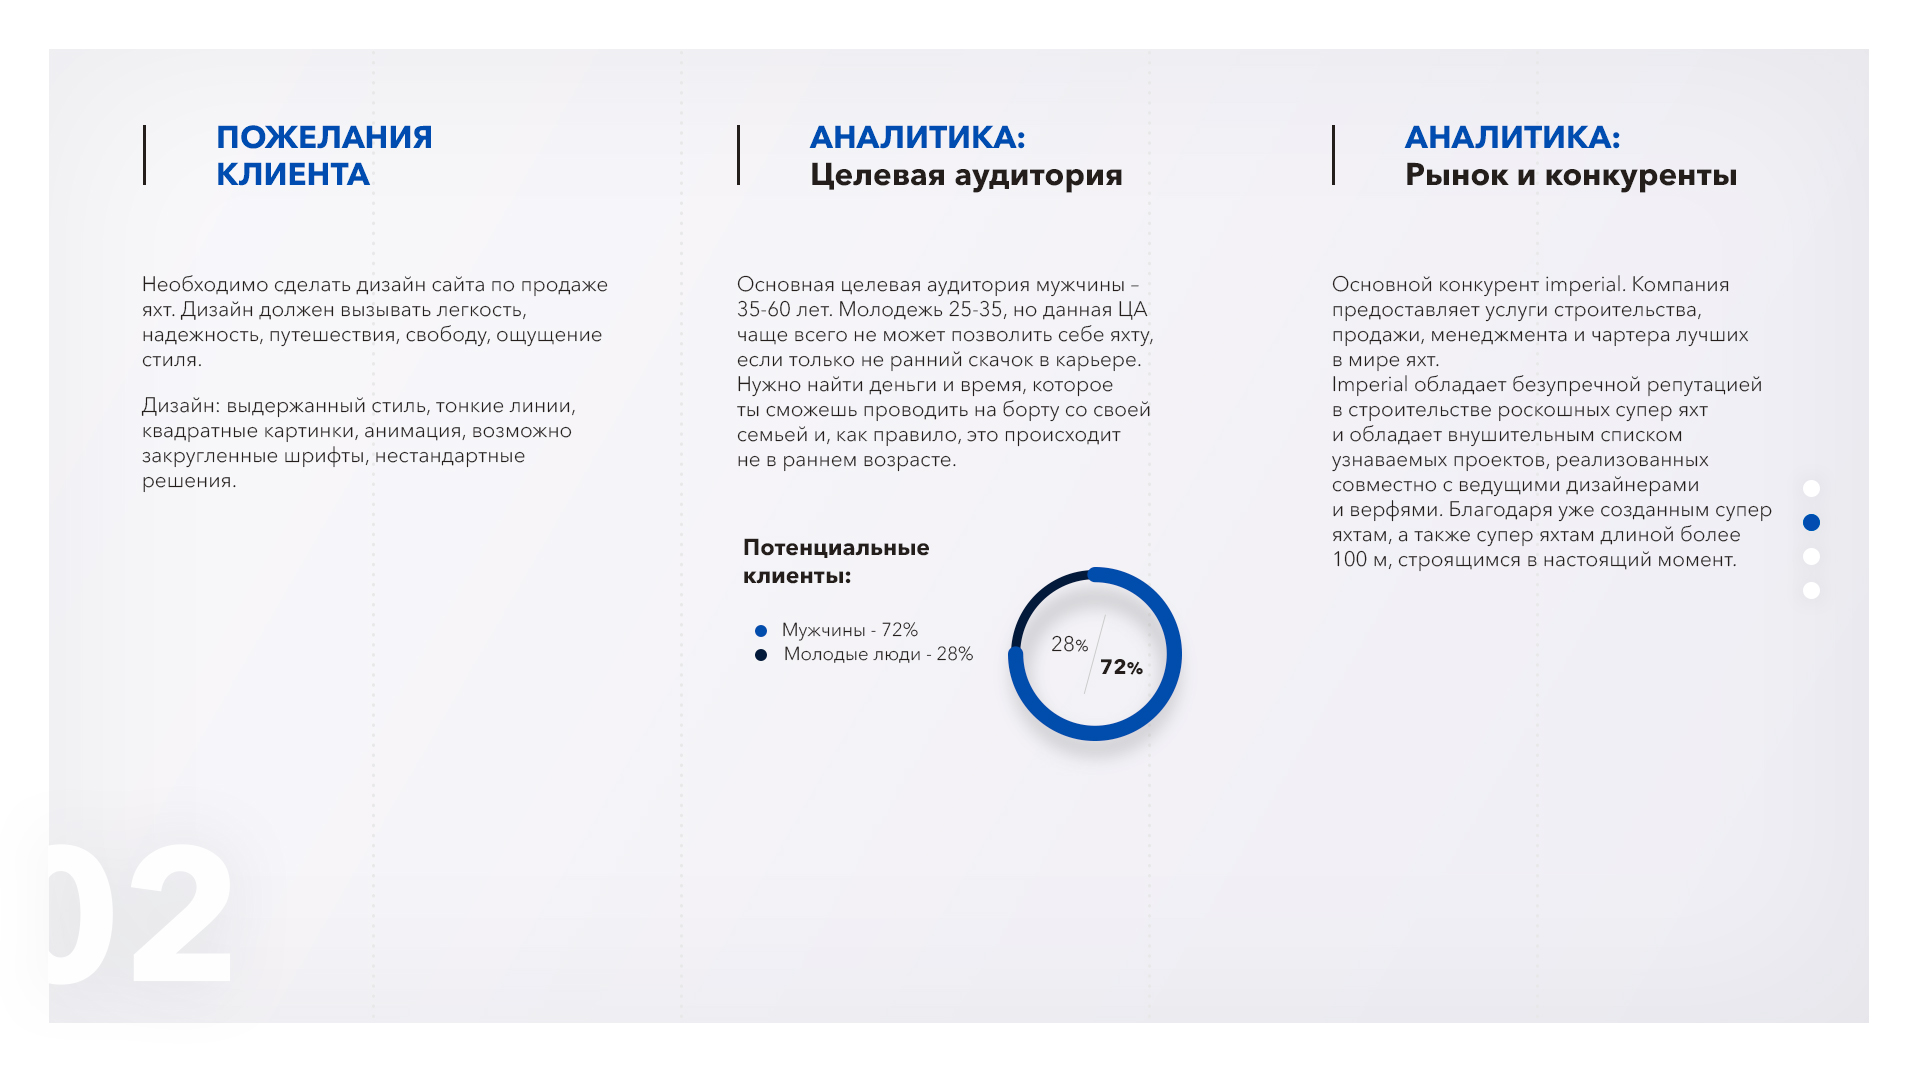 ПОЖЕЛАНИЯ
КЛИЕНТА
Необходимо сделать дизайн сайта по продаже
яхт. Дизайн должен вызывать легкость,
надежность, путешествия, свободу, ощущение
стиля.
Дизайн: выдержанный стиль, тонкие линии,
квадратные картинки, анимация, возможно
закругленные шрифты, нестандартные
решения.
АНАЛИТИКА:
Целевая аудитория
Основная целевая аудитория мужчины –
35-60 лет. Молодежь 25-35, но данная ЦА
чаще всего не может позволить себе яхту,
если только не ранний скачок в карьере.
Нужно найти деньги и время, которое
ты сможешь проводить на борту со своей
семьей и, как правило, это происходит
не в раннем возрасте.
Потенциальные
клиенты:
Мужчины - 72%
Молодые люди - 28%
28%
72%
АНАЛИТИКА:
Рынок и конкуренты
Основной конкурент imperial. Компания
предоставляет услуги строительства,
продажи, менеджмента и чартера лучших
в мире яхт.
Imperial обладает безупречной репутацией
в строительстве роскошных супер яхт
и обладает внушительным списком
узнаваемых проектов, реализованных
совместно с ведущими дизайнерами
и верфями. Благодаря уже созданным супер
яхтам, а также супер яхтам длиной более
100 м, строящимся в настоящий момент.
02